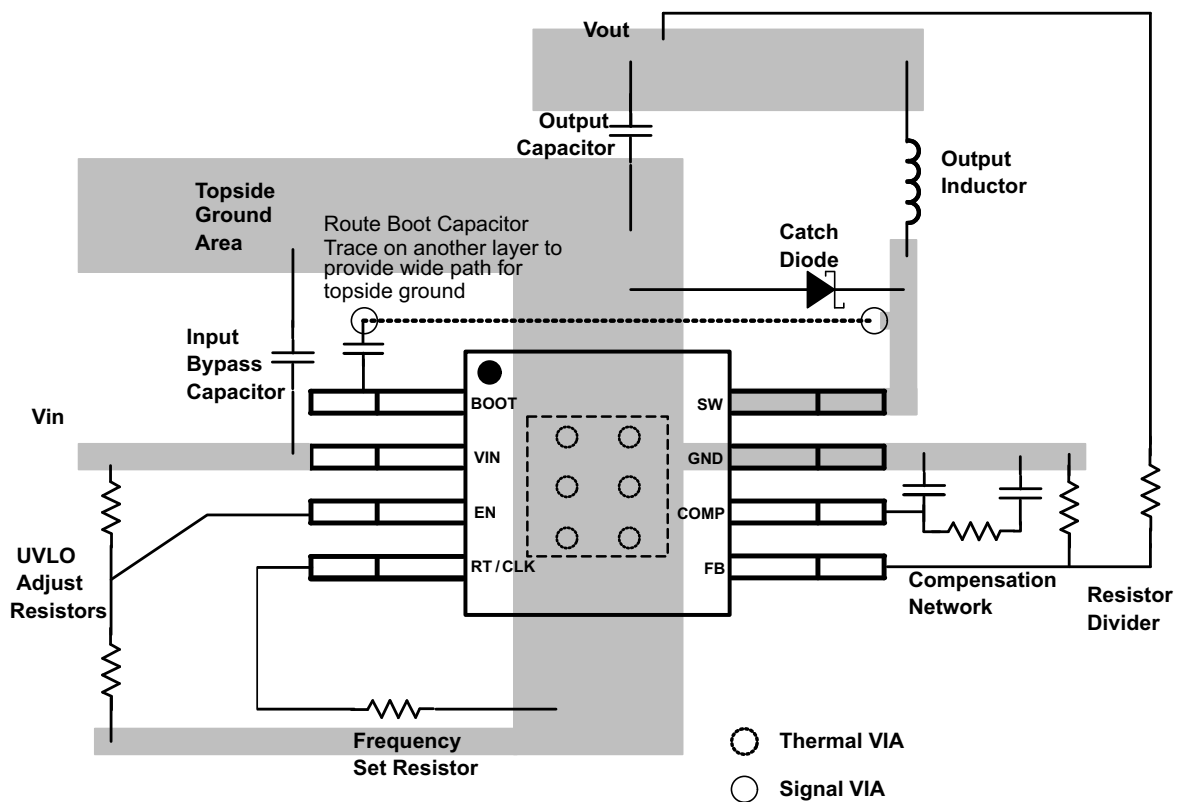 Vout
Output
Capacitor
Output
Inductor
Topside
Ground
Area
Route Boot Capacitor
Trace on another layer to
provide wide path for
topside ground
Catch
Diode
Input
Bypass
Capacitor
Vin
BOOT
SW
VIN
GND
EN
COMP
RT / CLK
FB
UVLO
Adjust
Resistors
Compensation
Network
Resistor
Divider
Frequency
Set Resistor
Thermal VIA
Signal VIA